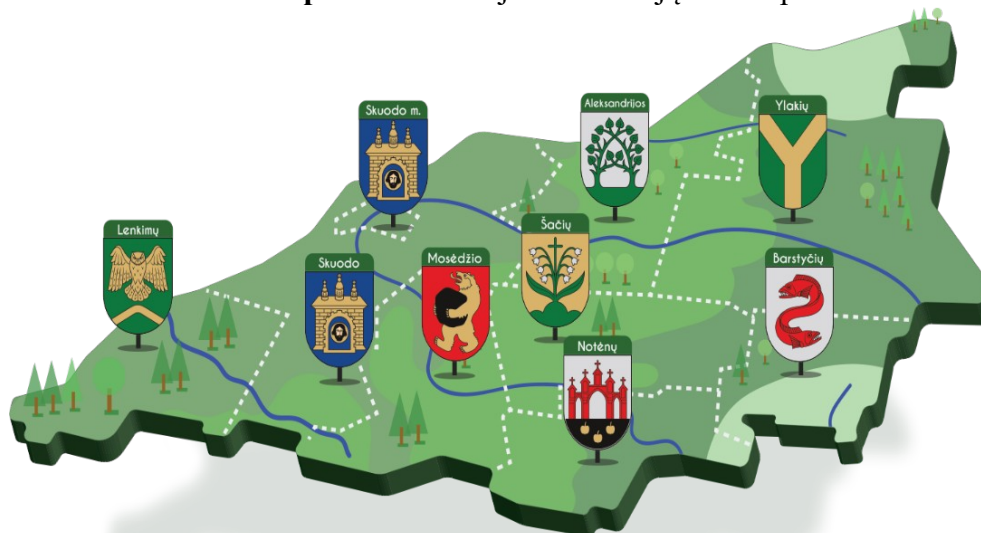 Skuodo m.
Aleksandrijos
Ylakių
Lenkimų
Skuodo
Mosėdžio
Šačių
Barstyčių
Notėnų